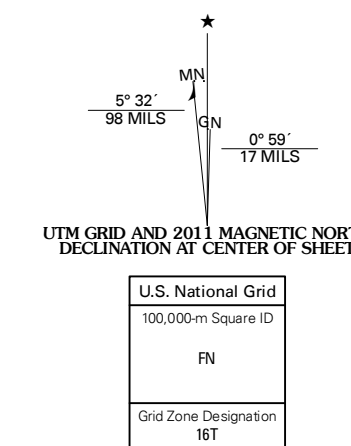 ★
MN
5° 32´
98 MILS
GN
0° 59´
17 MILS
UTM GRID AND 2011 MAGNETIC NORT
DECLINATION AT CENTER OF SHEET
U.S. National Grid
100,000-m Square ID
FN
Grid Zone Designation
16T